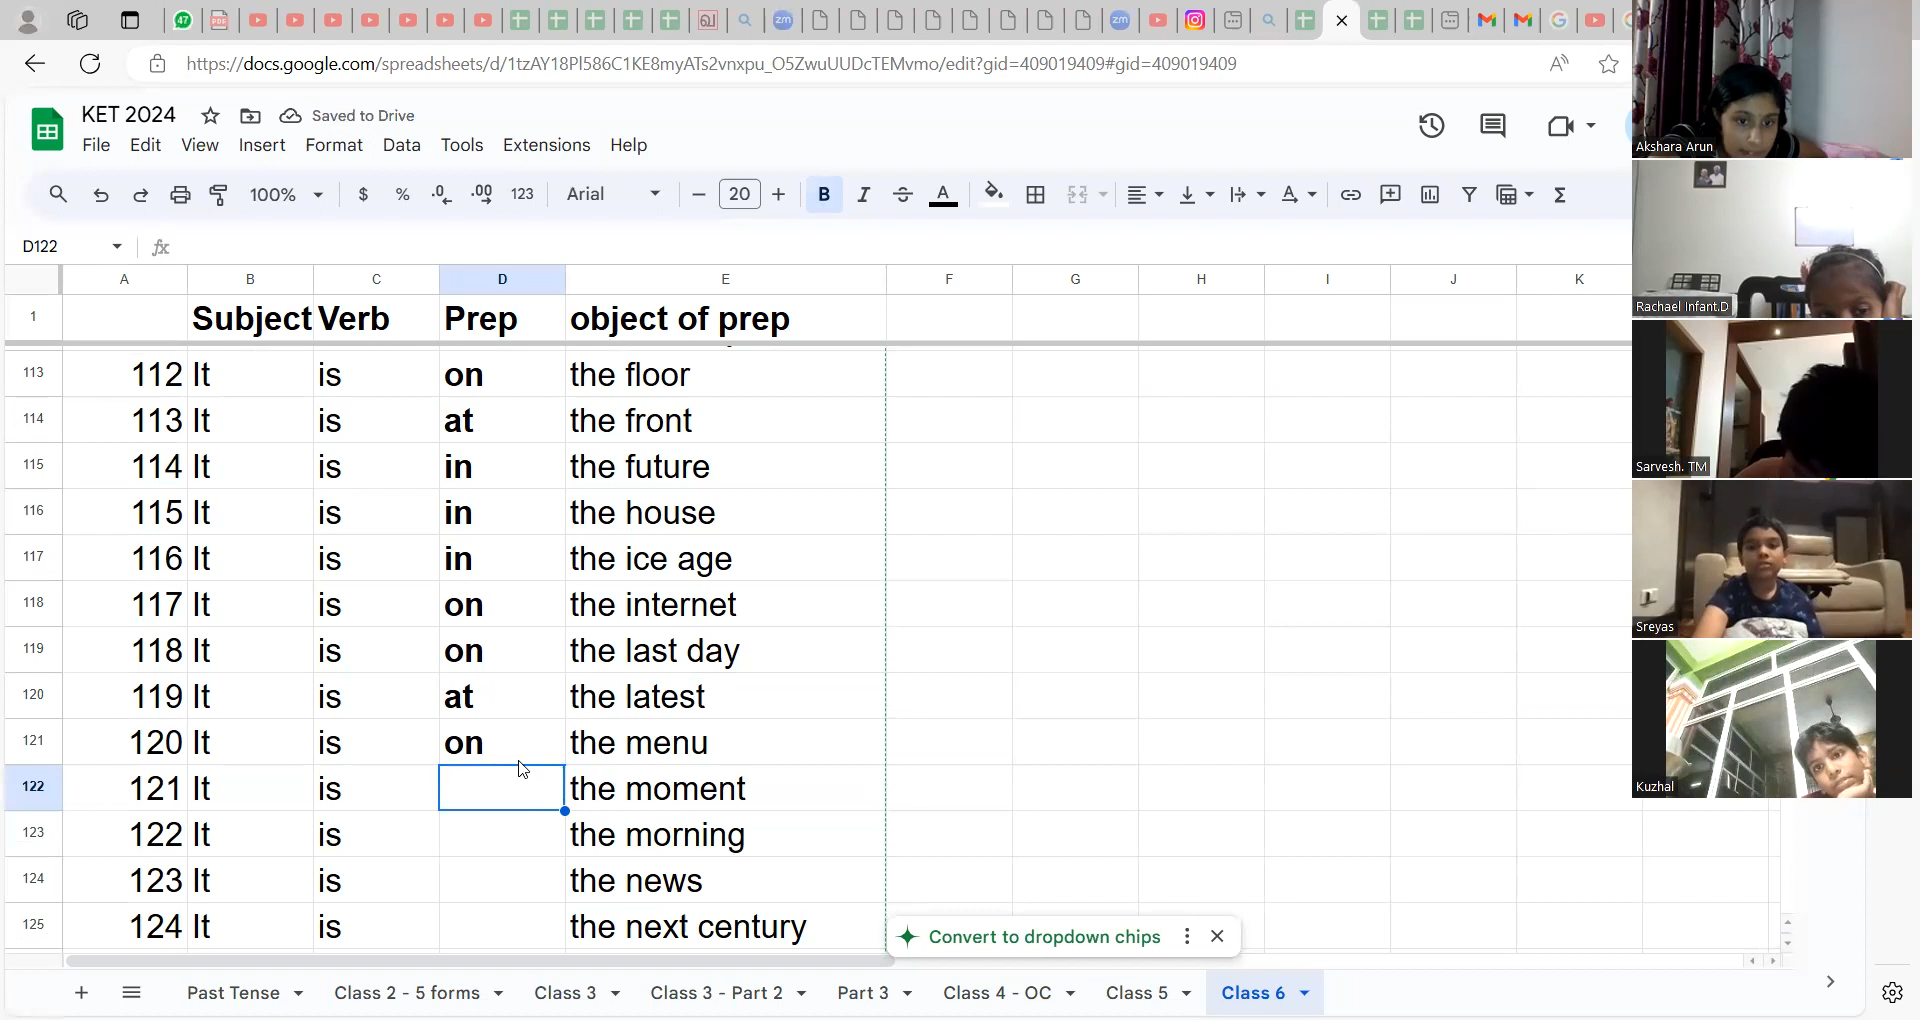 47
https://docs.google.com/spreadsheets/d/1tzAY18Pl586C1KE8myATs2vnxpu_O5ZwuUUDcTEMvmo/edit?gid=409019409#gid=409019409
KET 2024
Saved to Drive
File Edit View Insert Format Data Tools Extensions Help
100% $ % .0 .00 123 Arial 20 B I S A
D122 fx
A B C D E F G H I J K
1 Subject Verb Prep object of prep
113 112 It is on the floor
114 113 It is at the front
115 114 It is in the future
116 115 It is in the house
117 116 It is in the ice age
118 117 It is on the internet
119 118 It is on the last day
120 119 It is at the latest
121 120 It is on the menu
122 121 It is the moment
123 122 It is the morning
124 123 It is the news
125 124 It is the next century
Convert to dropdown chips
Past Tense Class 2 - 5 forms Class 3 Class 3 - Part 2 Part 3 Class 4 - OC Class 5 Class 6
Akshara Arun
Rachael Infant.D
Sarvesh. TM
Sreyas
Kuzhal